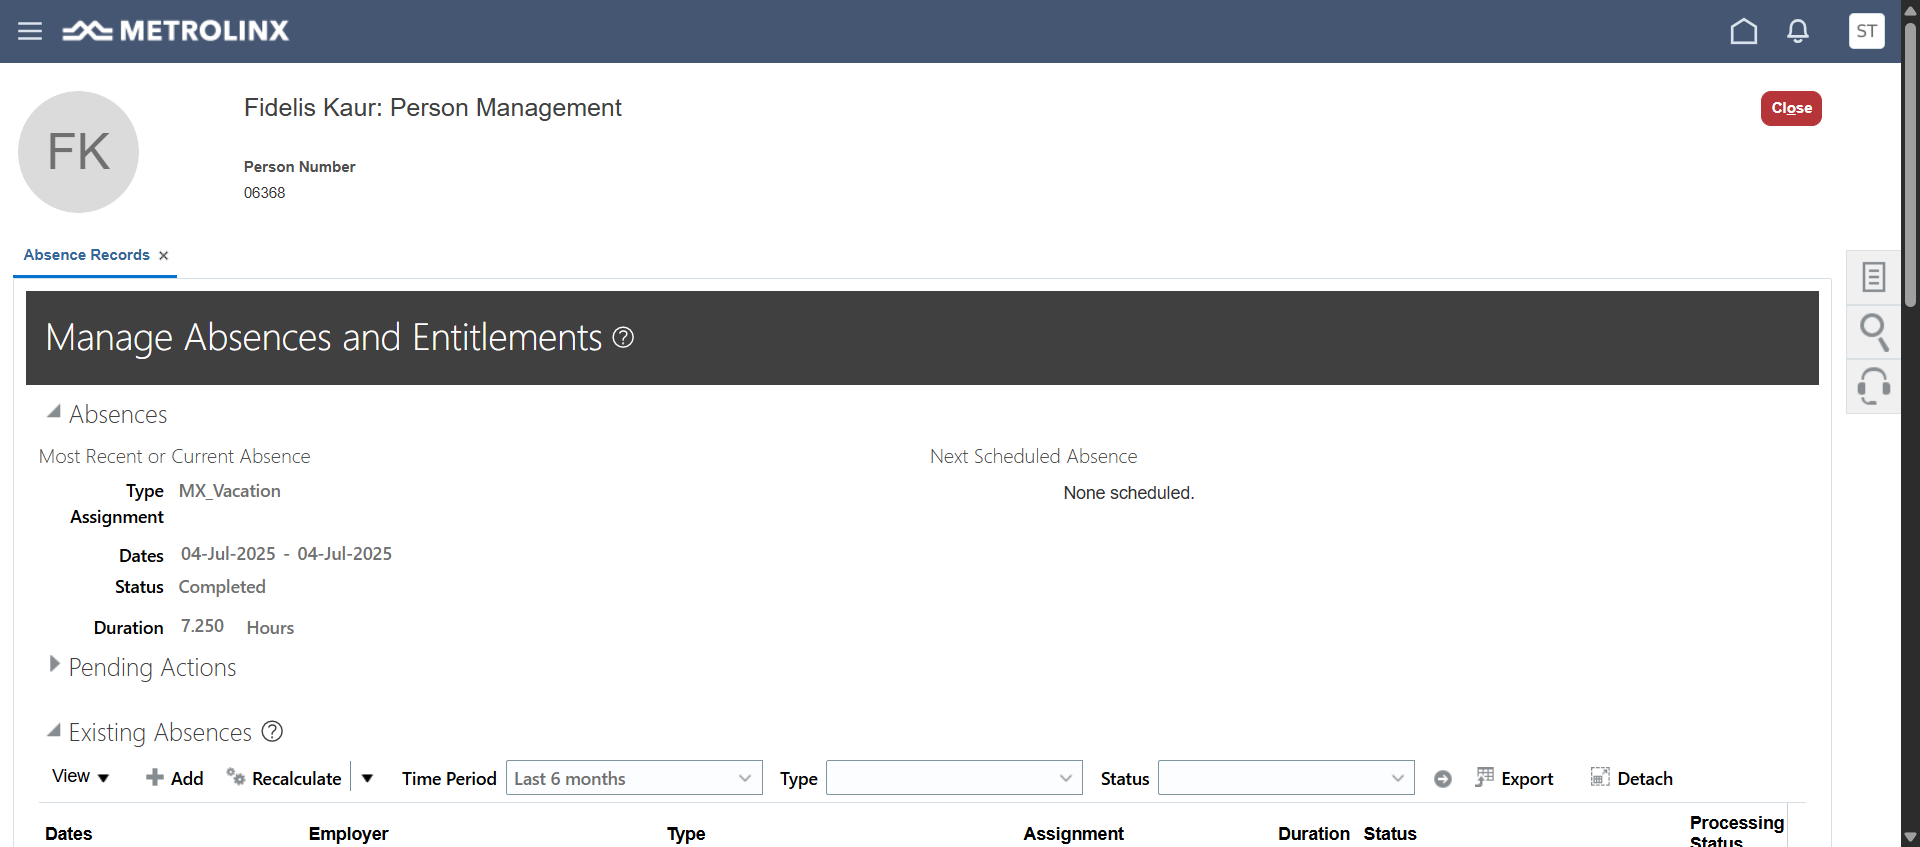 METROLINX
ST
FK
Fidelis Kaur: Person Management
Close
Person Number
06368
Absence Records ×
Manage Absences and Entitlements ?
Absences
Most Recent or Current Absence
Next Scheduled Absence
Type MX_Vacation
None scheduled.
Assignment
Dates 04-Jul-2025 - 04-Jul-2025
Status Completed
Duration 7.250 Hours
Pending Actions
Existing Absences ?
View Add Recalculate Time Period Last 6 months Type Status Export Detach
Dates Employer Type Assignment Duration Status Processing
Status